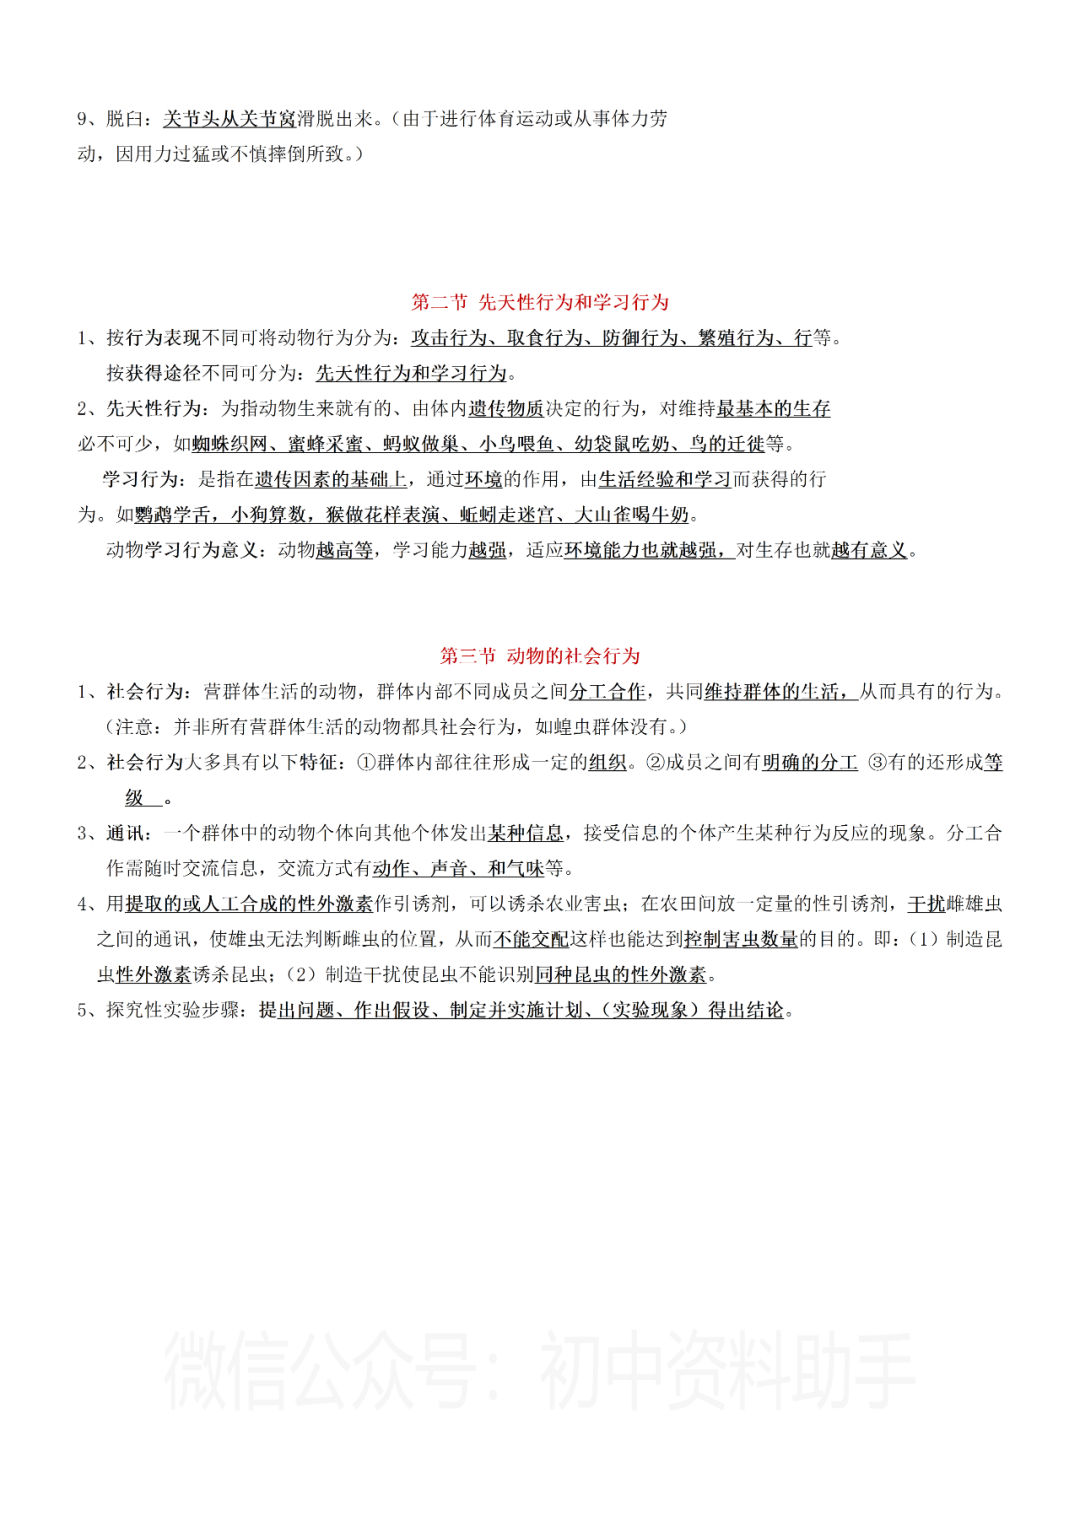 9、脱臼：关节头从关节窝滑脱出来。（由于进行体育运动或从事体力劳
动，因用力过猛或不慎摔倒所致。）
第二节 先天性行为和学习行为
1、按行为表现不同可将动物行为分为：攻击行为、取食行为、防御行为、繁殖行为、行等。
按获得途径不同可分为：先天性行为和学习行为。
2、先天性行为：为指动物生来就有的、由体内遗传物质决定的行为，对维持最基本的生存
必不可少，如蜘蛛织网、蜜蜂采蜜、蚂蚁做巢、小鸟喂鱼、幼袋鼠吃奶、鸟的迁徙等。
学习行为：是指在遗传因素的基础上，通过环境的作用，由生活经验和学习而获得的行
为。如鹦鹉学舌，小狗算数，猴做花样表演、蚯蚓走迷宫、大山雀喝牛奶。
动物学习行为意义：动物越高等，学习能力越强，适应环境能力也就越强，对生存也就越有意义。
第三节 动物的社会行为
1、社会行为：营群体生活的动物，群体内部不同成员之间分工合作，共同维持群体的生活，从而具有的行为。
（注意：并非所有营群体生活的动物都具社会行为，如蝗虫群体没有。）
2、社会行为大多具有以下特征：①群体内部往往形成一定的组织。②成员之间有明确的分工 ③有的还形成等
级 。
3、通讯：一个群体中的动物个体向其他个体发出某种信息，接受信息的个体产生某种行为反应的现象。分工合
作需随时交流信息，交流方式有动作、声音、和气味等。
4、用提取的或人工合成的性外激素作引诱剂，可以诱杀农业害虫；在农田间放一定量的性引诱剂，干扰雌雄虫
之间的通讯，使雄虫无法判断雌虫的位置，从而不能交配这样也能达到控制害虫数量的目的。即：（1）制造昆
虫性外激素诱杀昆虫；（2）制造干扰使昆虫不能识别同种昆虫的性外激素。
5、探究性实验步骤：提出问题、作出假设、制定并实施计划、（实验现象）得出结论。
微信公众号：初中资料助手